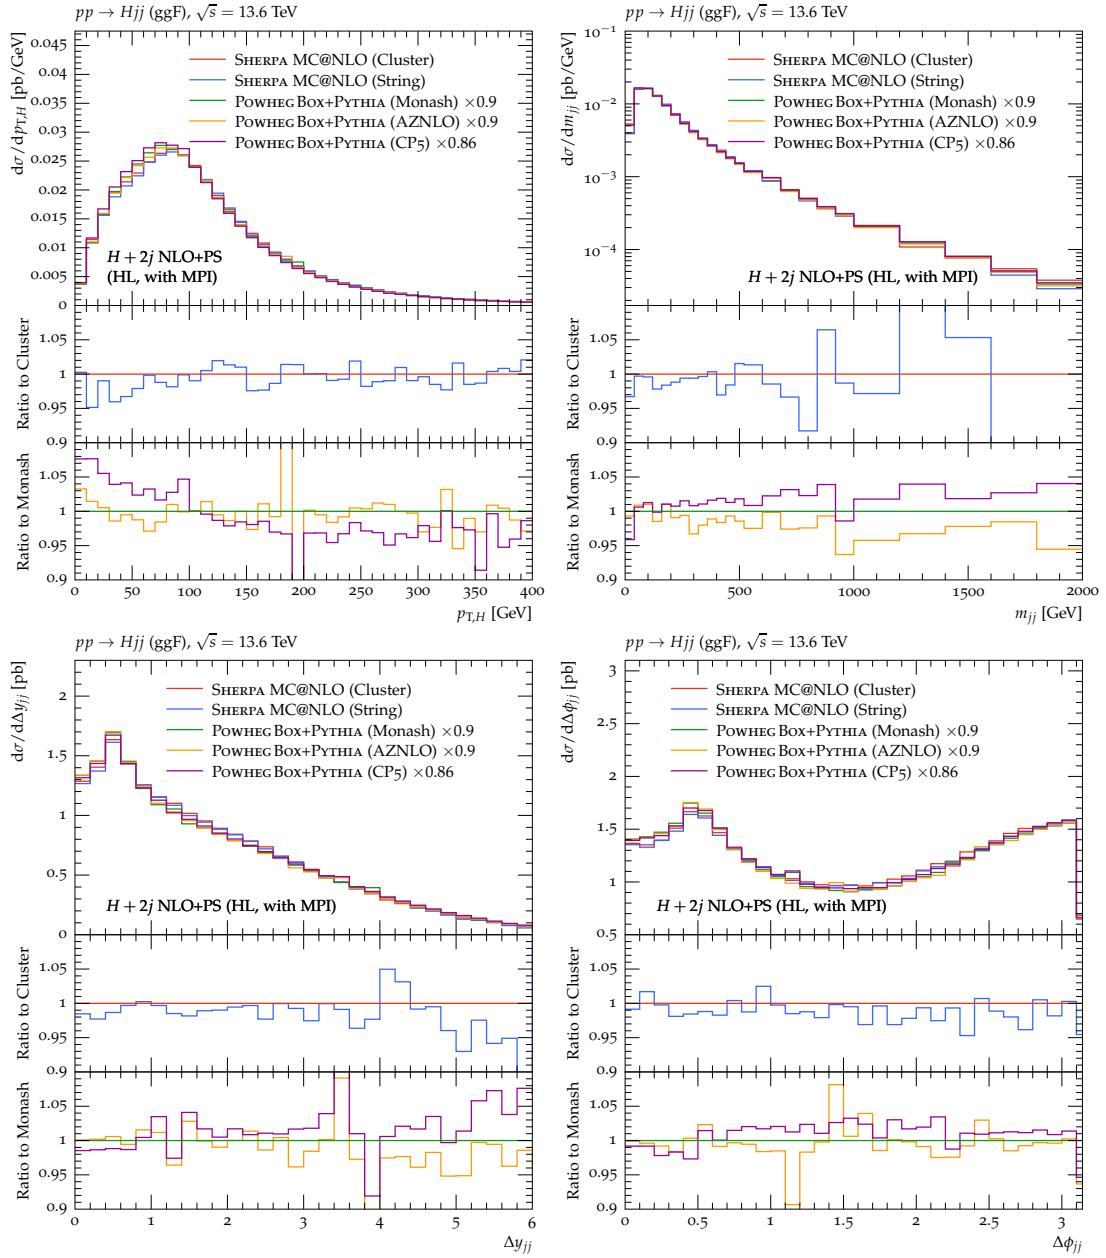 pp → Hjj (ggF), √s = 13.6 TeV
dσ/dp_T,H [pb/GeV]
SHERPA MC@NLO (Cluster)
SHERPA MC@NLO (String)
POWHEG BOX+PYTHIA (Monash) ×0.9
POWHEG BOX+PYTHIA (AZNLO) ×0.9
POWHEG BOX+PYTHIA (CP5) ×0.86
H + 2j NLO+PS
(HL, with MPI)
0.045
0.04
0.035
0.03
0.025
0.02
0.015
0.01
0.005
0
Ratio to Cluster
1.05
1
0.95
0.9
Ratio to Monash
1.05
1
0.95
0.9
0 50 100 150 200 250 300 350 400
p_T,H [GeV]
pp → Hjj (ggF), √s = 13.6 TeV
dσ/dm_jj [pb/GeV]
SHERPA MC@NLO (Cluster)
SHERPA MC@NLO (String)
POWHEG BOX+PYTHIA (Monash) ×0.9
POWHEG BOX+PYTHIA (AZNLO) ×0.9
POWHEG BOX+PYTHIA (CP5) ×0.86
H + 2j NLO+PS (HL, with MPI)
10⁻¹
10⁻²
10⁻³
10⁻⁴
Ratio to Cluster
1.05
1
0.95
0.9
Ratio to Monash
1.05
1
0.95
0.9
0 500 1000 1500 2000
m_jj [GeV]
pp → Hjj (ggF), √s = 13.6 TeV
dσ/dΔy_jj [pb]
SHERPA MC@NLO (Cluster)
SHERPA MC@NLO (String)
POWHEG BOX+PYTHIA (Monash) ×0.9
POWHEG BOX+PYTHIA (AZNLO) ×0.9
POWHEG BOX+PYTHIA (CP5) ×0.86
H + 2j NLO+PS (HL, with MPI)
2
1.5
1
0.5
0
Ratio to Cluster
1.05
1
0.95
0.9
Ratio to Monash
1.05
1
0.95
0.9
0 1 2 3 4 5 6
Δy_jj
pp → Hjj (ggF), √s = 13.6 TeV
dσ/dΔϕ_jj [pb]
SHERPA MC@NLO (Cluster)
SHERPA MC@NLO (String)
POWHEG BOX+PYTHIA (Monash) ×0.9
POWHEG BOX+PYTHIA (AZNLO) ×0.9
POWHEG BOX+PYTHIA (CP5) ×0.86
H + 2j NLO+PS (HL, with MPI)
3
2.5
2
1.5
1
0.5
Ratio to Cluster
1.05
1
0.95
0.9
Ratio to Monash
1.05
1
0.95
0.9
0 0.5 1 1.5 2 2.5 3
Δϕ_jj